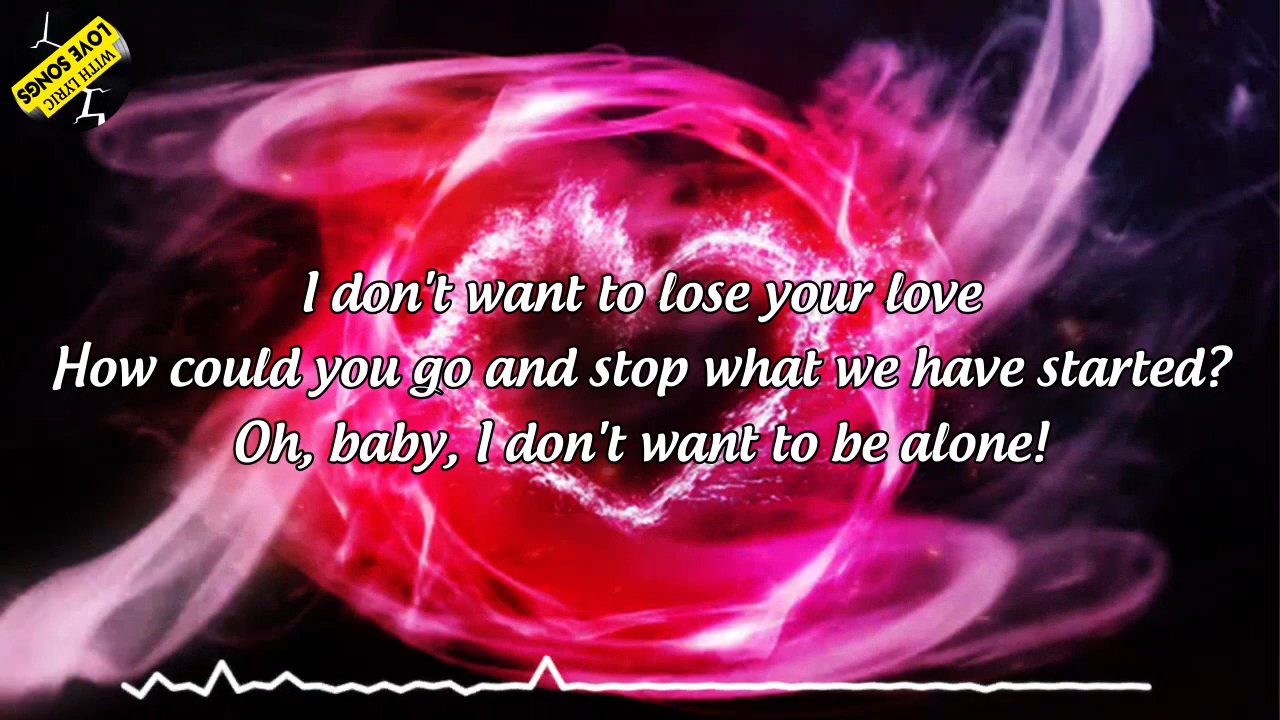 LOVE SONGS
WITH LYRIC
I don't want to lose your love
How could you go and stop what we have started?
Oh, baby, I don't want to be alone!